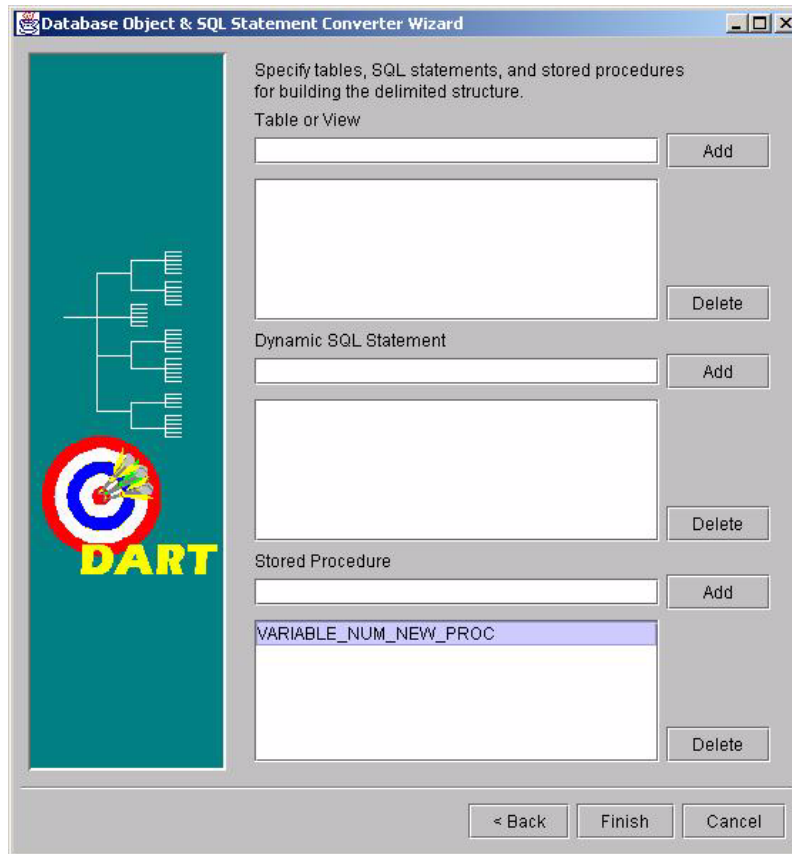 Database Object & SQL Statement Converter Wizard
Specify tables, SQL statements, and stored procedures
for building the delimited structure.
Table or View
Add
Delete
Dynamic SQL Statement
Add
Delete
DART
Stored Procedure
Add
VARIABLE_NUM_NEW_PROC
Delete
< Back
Finish
Cancel